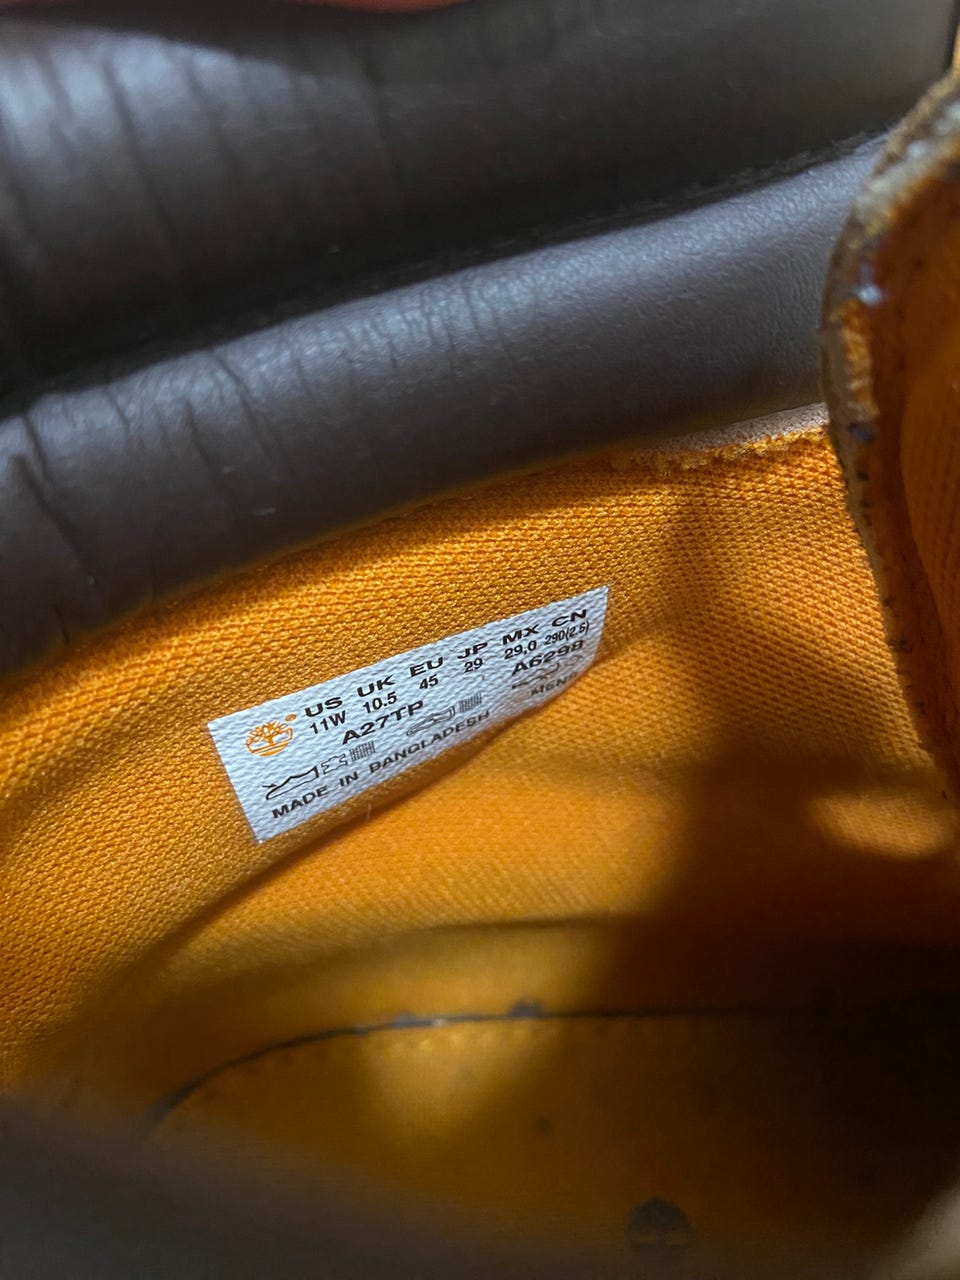 US UK EU JP MX CN
11W 10.5 45 29 29,0 290(2.5)
A27TP A6298
MENS
MADE IN BANGLADESH